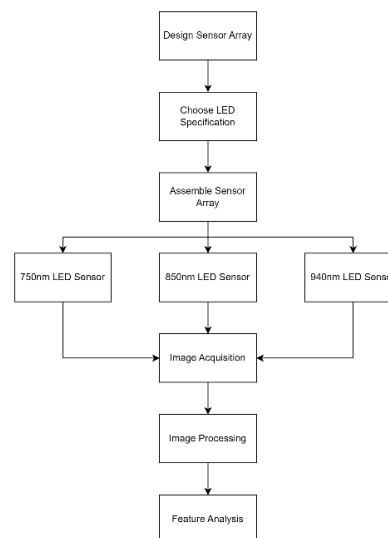 Design Sensor Array
Choose LED
Specification
Assemble Sensor
Array
750nm LED Sensor
850nm LED Sensor
940nm LED Senso
Image Acquisition
Image Processing
Feature Analysis